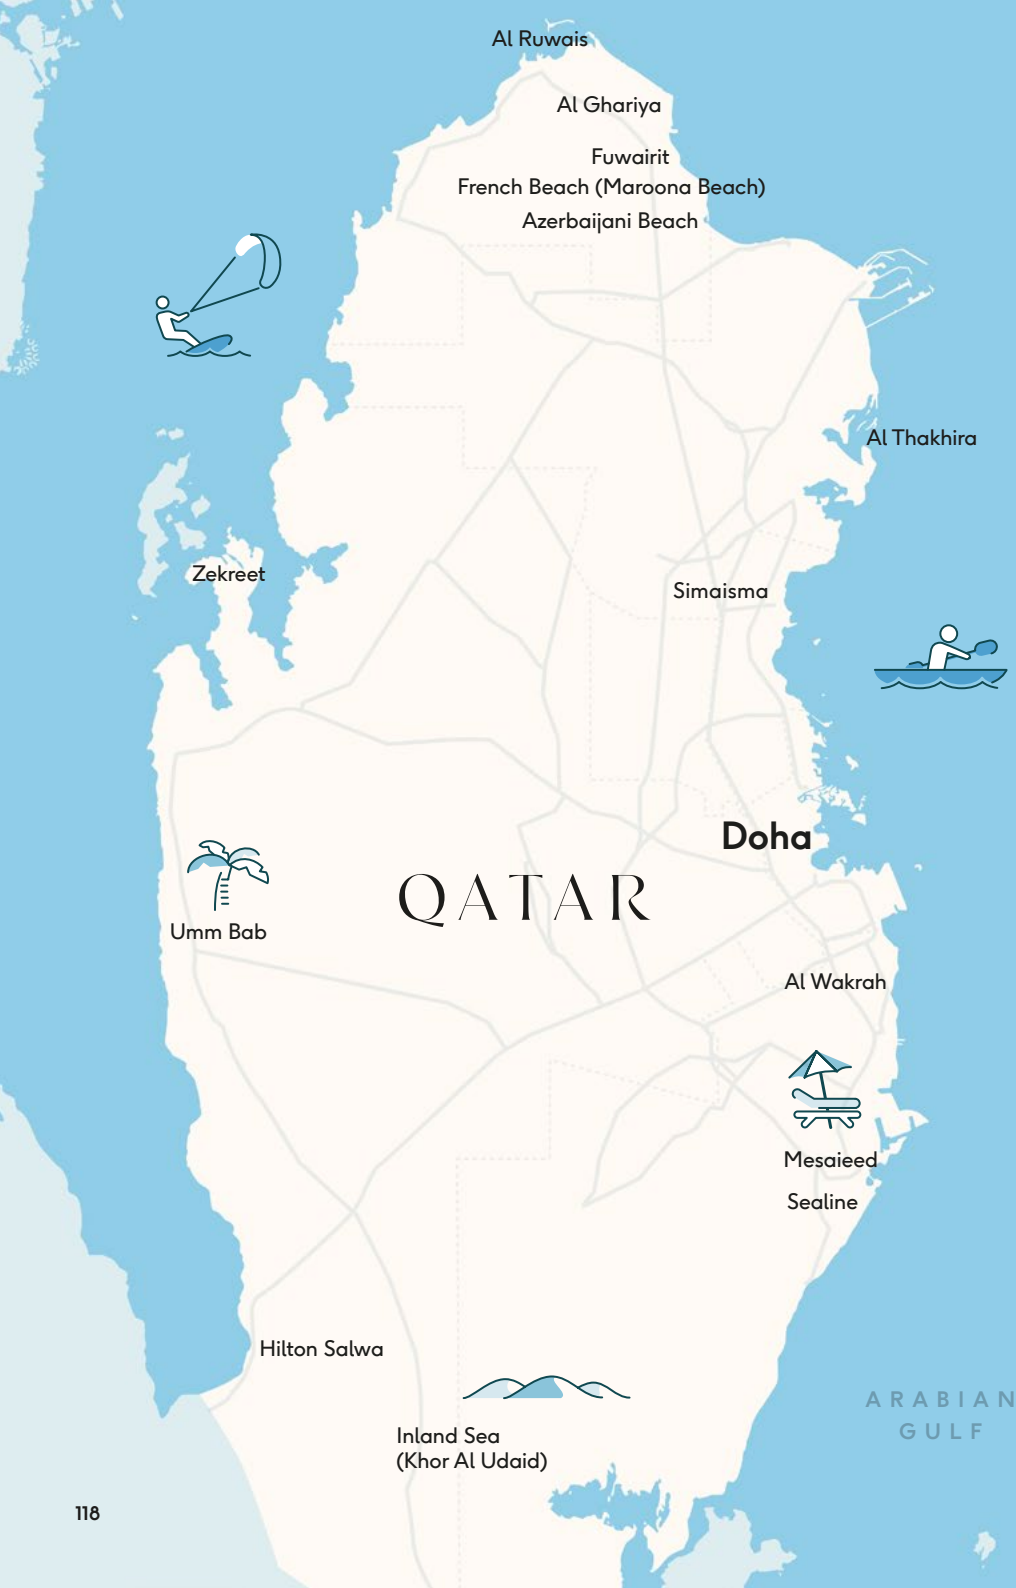 Al Ruwais
Al Ghariya
Fuwairit
French Beach (Maroona Beach)
Azerbaijani Beach
Al Thakhira
Zekreet
Simaisma
Doha
QATAR
Umm Bab
Al Wakrah
Mesaieed
Sealine
Hilton Salwa
ARABIAN
GULF
Inland Sea
(Khor Al Udaid)
118